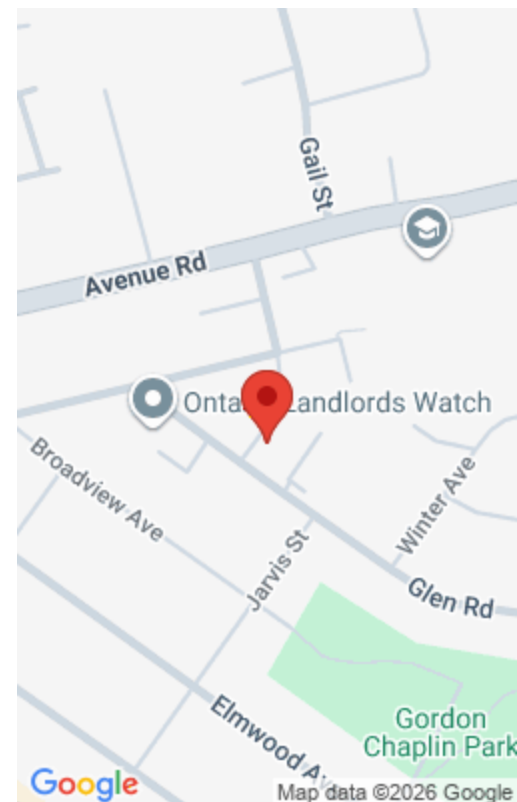 Gail St
Avenue Rd
Landlords Watch
Broadview Ave
Winter Ave
Jarvis St
Glen Rd
Elmwood
Gordon
Chaplin Park
Google
Map data ©2026 Google